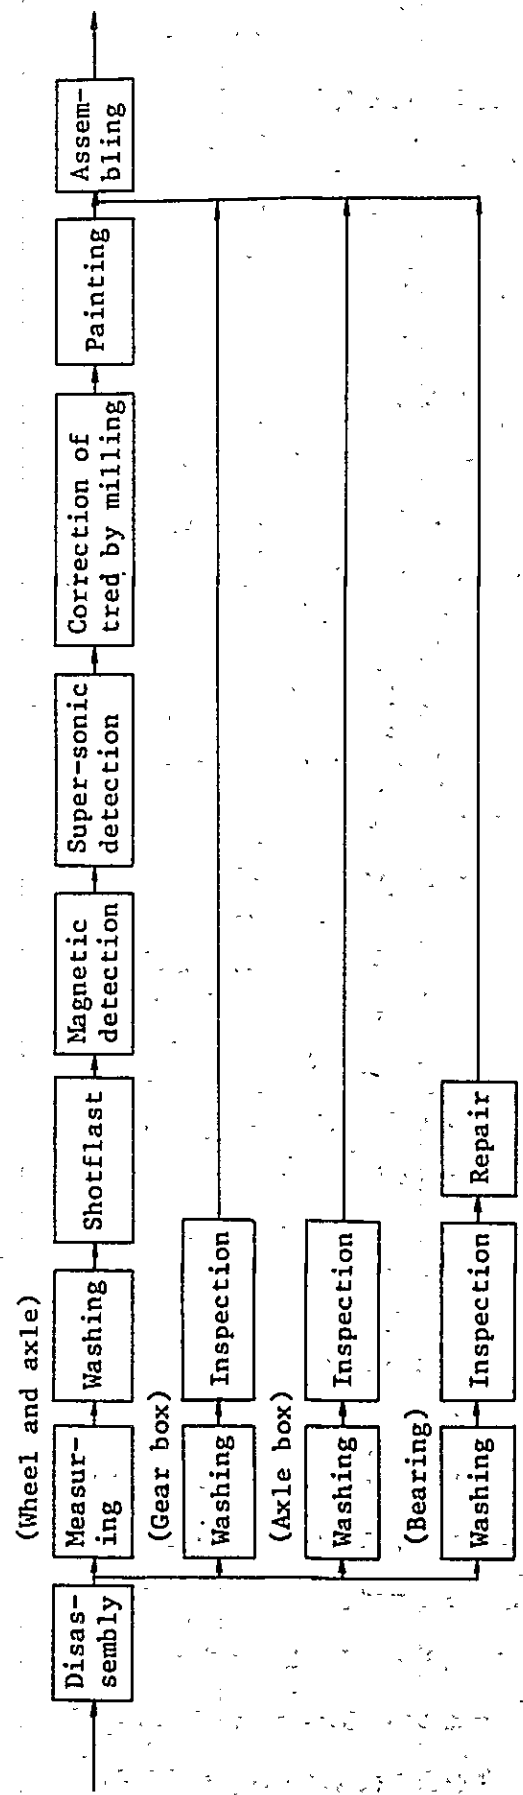 Disas-
sembly
(Wheel and axle)
Measur-
ing
Washing
Shotflast
Magnetic
detection
Super-sonic
detection
Correction of
tred by milling
Painting
Assem-
bling
(Gear box)
Washing
Inspection
(Axle box)
Washing
Inspection
(Bearing)
Washing
Inspection
Repair